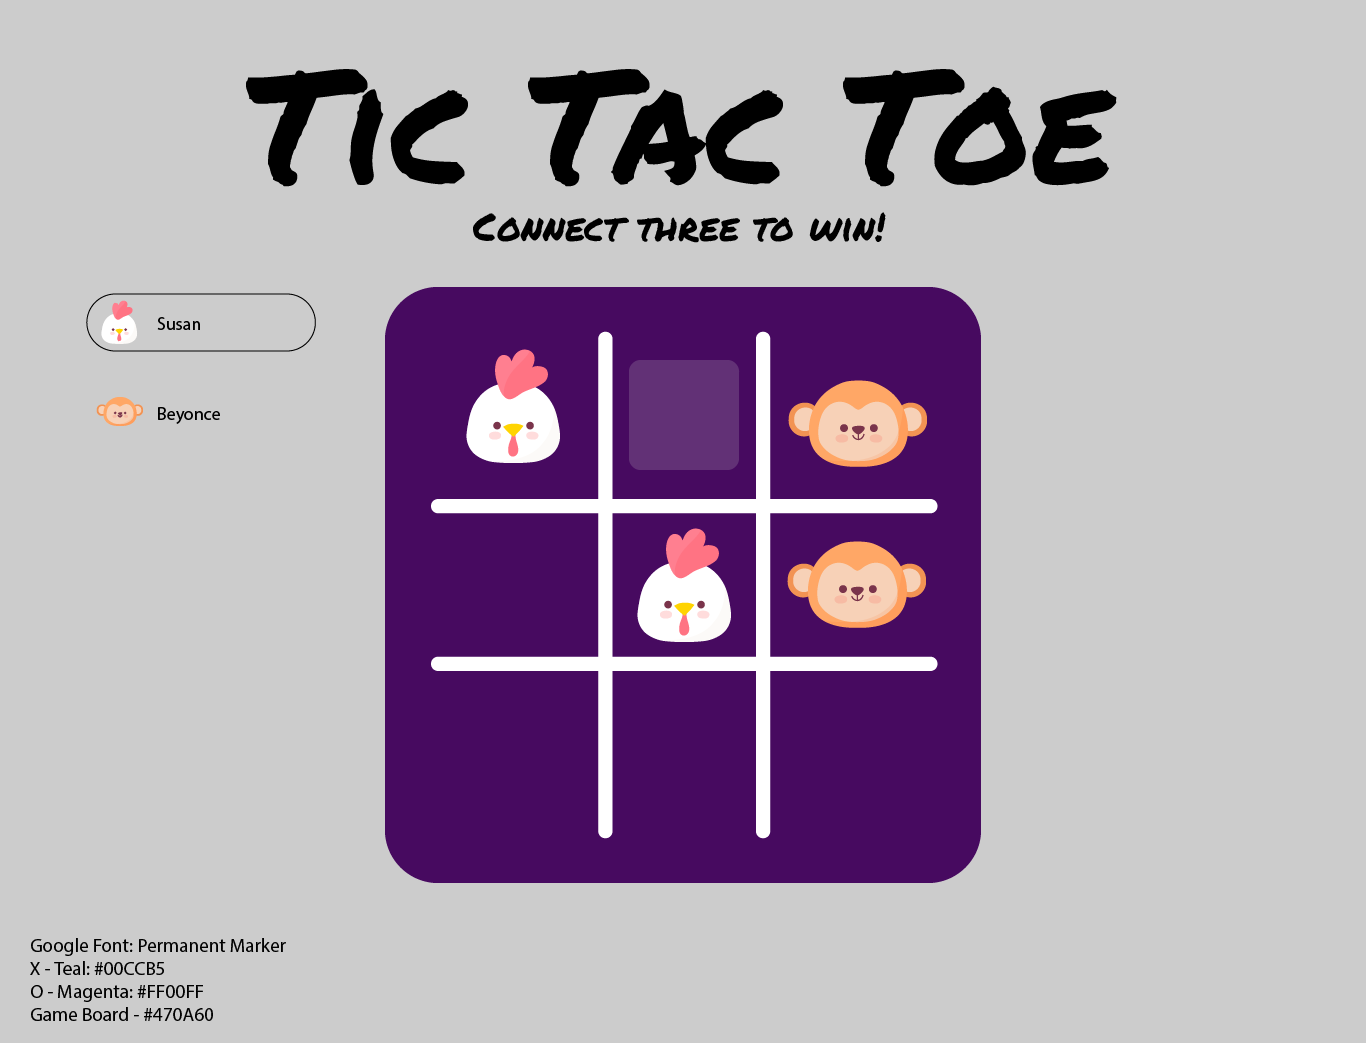 Tic Tac Toe
Connect three to win!
Susan
Beyonce
Google Font: Permanent Marker
X - Teal: #00CCB5
O - Magenta: #FF00FF
Game Board - #470A60